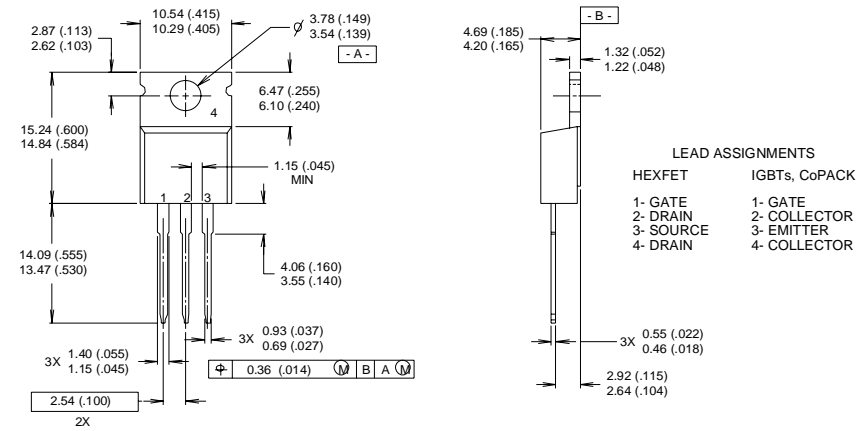 10.54 (.415)
10.29 (.405)
2.87 (.113)
2.62 (.103)
ø 3.78 (.149)
3.54 (.139)
- A -
6.47 (.255)
6.10 (.240)
4
15.24 (.600)
14.84 (.584)
1.15 (.045)
MIN
1 2 3
14.09 (.555)
13.47 (.530)
4.06 (.160)
3.55 (.140)
3X 0.93 (.037)
0.69 (.027)
3X 1.40 (.055)
1.15 (.045)
⌖ 0.36 (.014) Ⓜ B A Ⓜ
2.54 (.100)
2X
- B -
4.69 (.185)
4.20 (.165)
1.32 (.052)
1.22 (.048)
3X 0.55 (.022)
0.46 (.018)
2.92 (.115)
2.64 (.104)
LEAD ASSIGNMENTS
HEXFET IGBTs, CoPACK
1- GATE 1- GATE
2- DRAIN 2- COLLECTOR
3- SOURCE 3- EMITTER
4- DRAIN 4- COLLECTOR